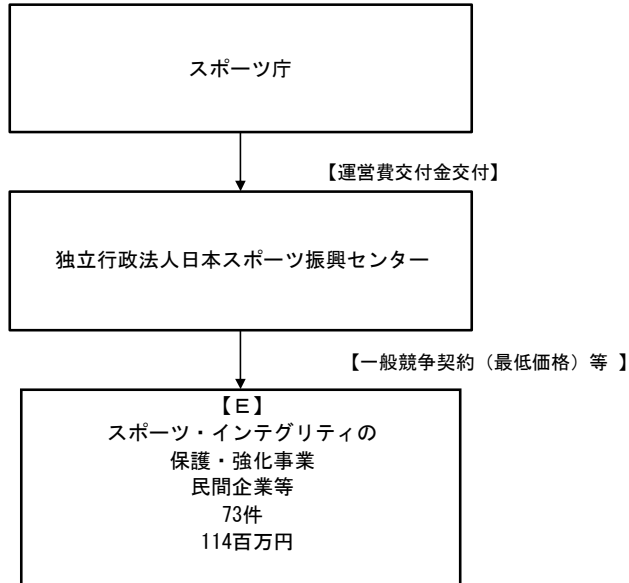 スポーツ庁
【運営費交付金交付】
独立行政法人日本スポーツ振興センター
【一般競争契約（最低価格）等 】
【Ｅ】
スポーツ・インテグリティの
保護・強化事業
民間企業等
73件
114百万円